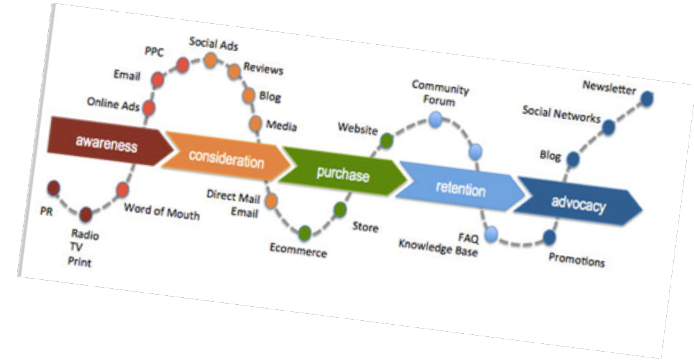 Social Ads
PPC
Reviews
Email
Blog
Online Ads
Media
Community
Forum
Website
Newsletter
Social Networks
Blog
awareness
consideration
purchase
retention
advocacy
PR
Radio
TV
Print
Word of Mouth
Direct Mail
Email
Ecommerce
Store
FAQ
Knowledge Base
Promotions